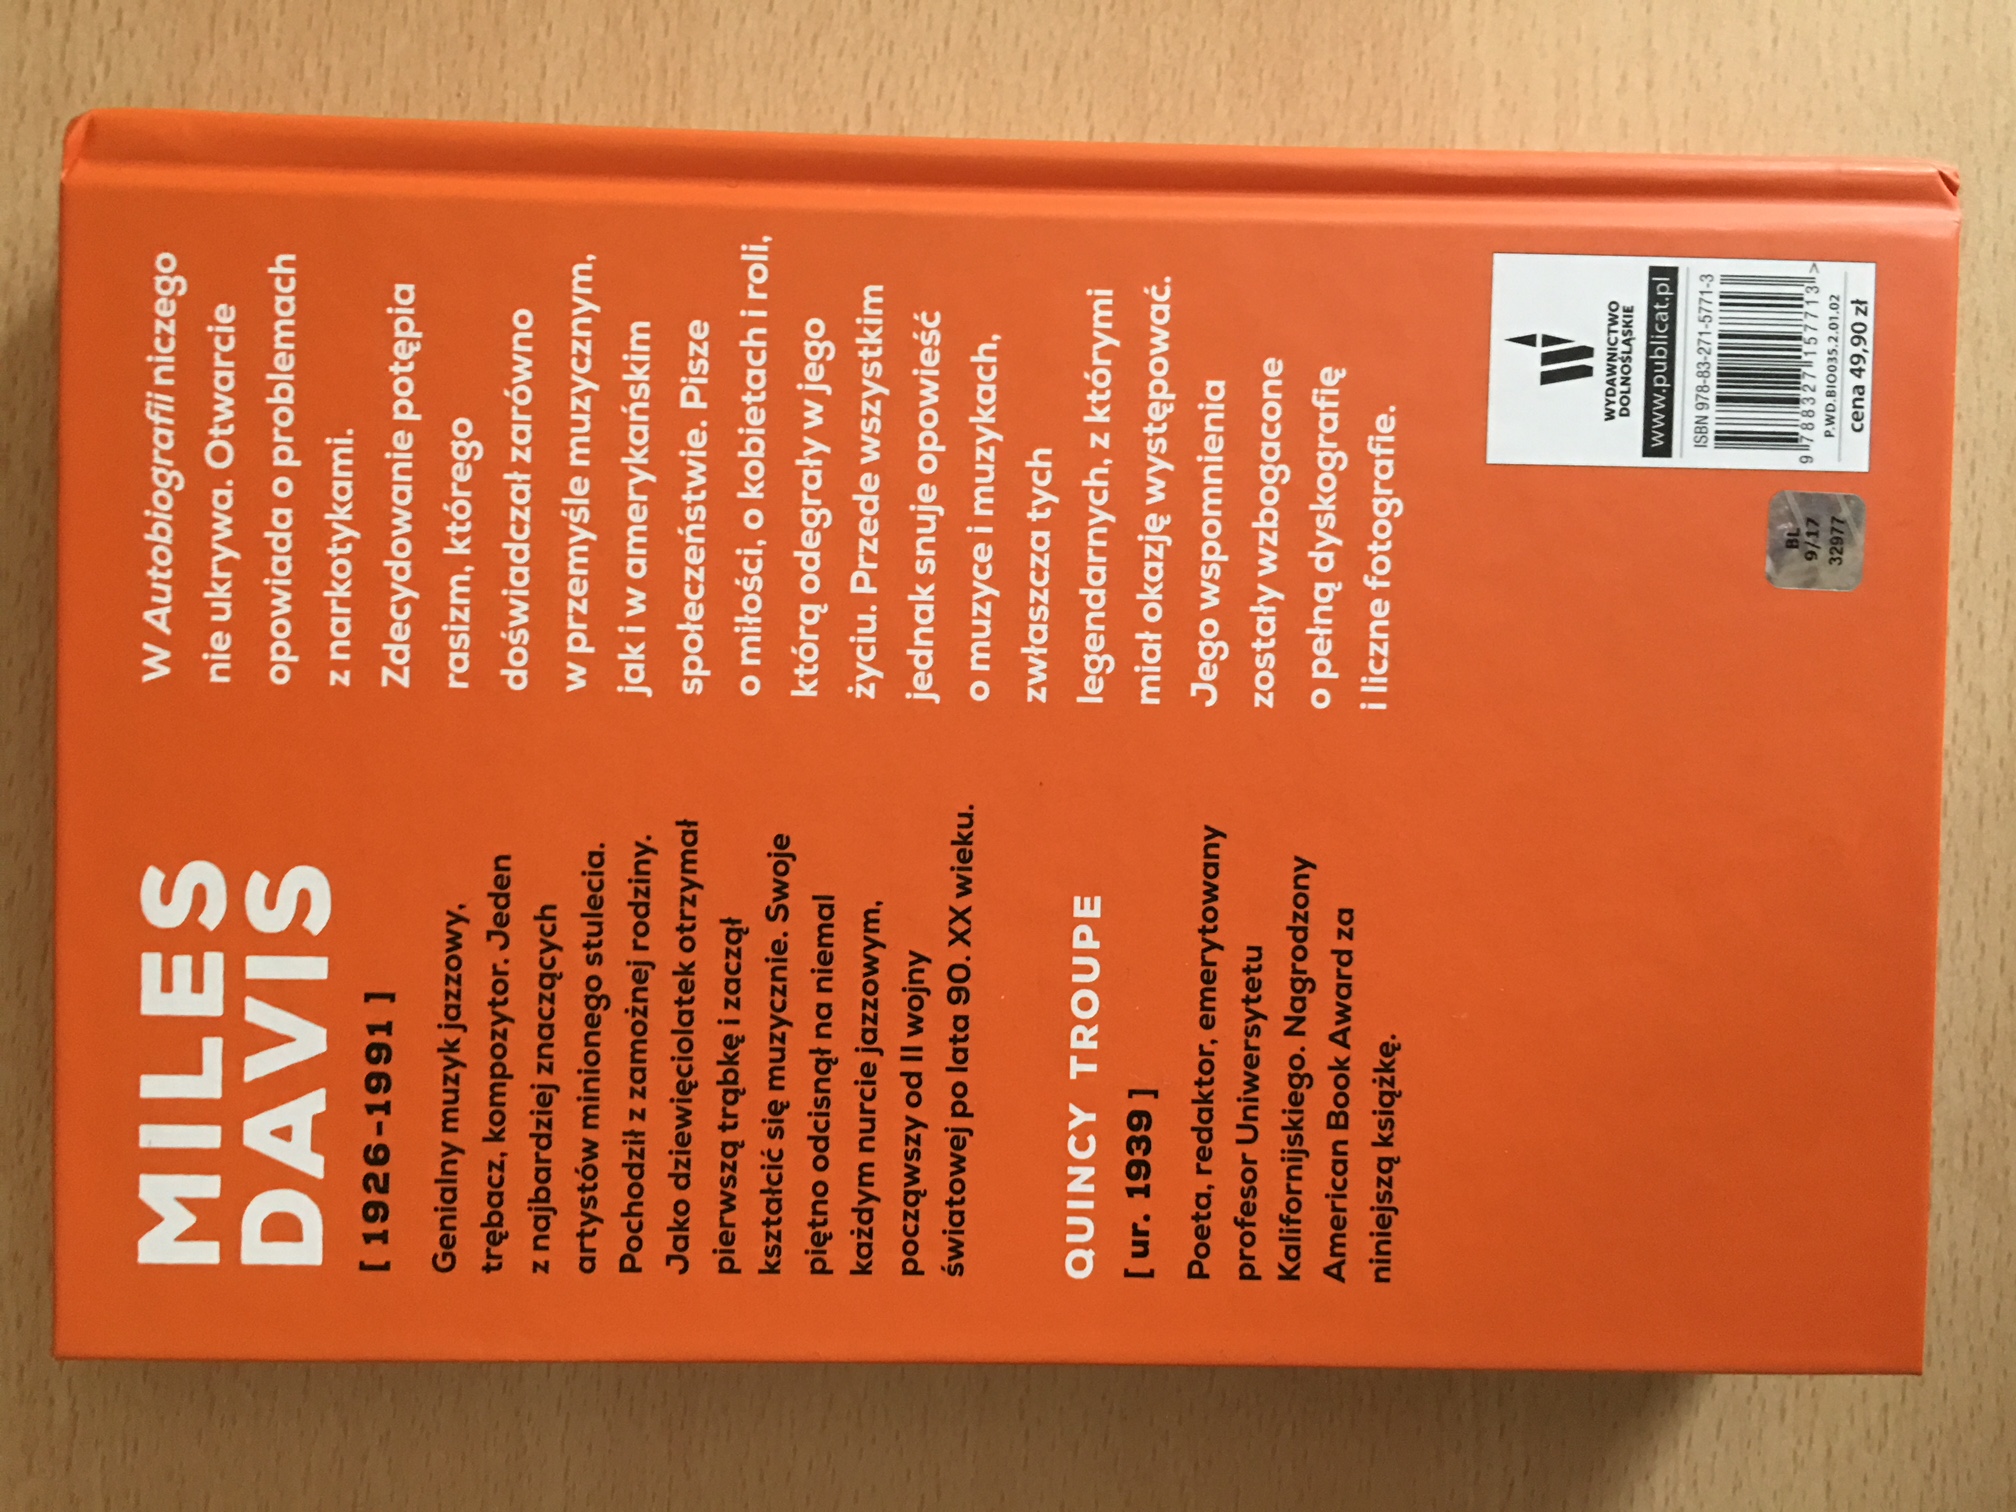 MILES
DAVIS
[ 1926-1991 ]
Genialny muzyk jazzowy,
trębacz, kompozytor. Jeden
z najbardziej znaczących
artystów minionego stulecia.
Pochodził z zamożnej rodziny.
Jako dziewięciolatek otrzymał
pierwszą trąbkę i zaczął
kształcić się muzycznie. Swoje
piętno odcisnął na niemal
każdym nurcie jazzowym,
począwszy od II wojny
światowej po lata 90. XX wieku.
QUINCY TROUPE
[ ur. 1939 ]
Poeta, redaktor, emerytowany
profesor Uniwersytetu
Kalifornijskiego. Nagrodzony
American Book Award za
niniejszą książkę.
W Autobiografii niczego
nie ukrywa. Otwarcie
opowiada o problemach
z narkotykami.
Zdecydowanie potępia
rasizm, którego
doświadczał zarówno
w przemyśle muzycznym,
jak i w amerykańskim
społeczeństwie. Pisze
o miłości, o kobietach i roli,
którą odegrały w jego
życiu. Przede wszystkim
jednak snuje opowieść
o muzyce i muzykach,
zwłaszcza tych
legendarnych, z którymi
miał okazję występować.
Jego wspomnienia
zostały wzbogacone
o pełną dyskografię
i liczne fotografie.
BL
9/17
32977
WYDAWNICTWO
DOLNOŚLĄSKIE
www.publicat.pl
ISBN 978-83-271-5771-3
9 788327 157713 >
P.WD.BIO035.2.01.02
cena 49,90 zł